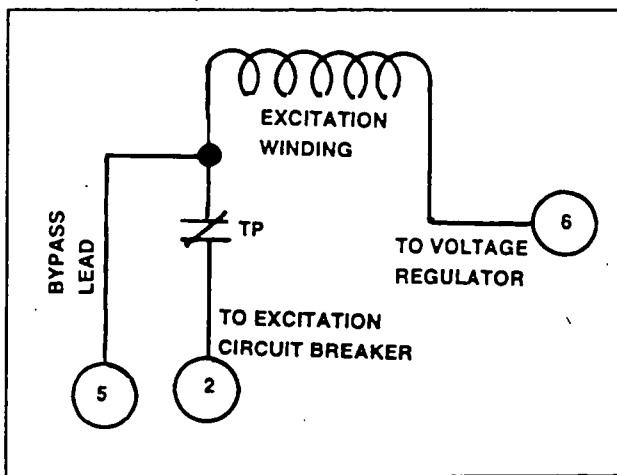 EXCITATION
WINDING
BYPASS
LEAD
TP
6
TO VOLTAGE
REGULATOR
TO EXCITATION
CIRCUIT BREAKER
5
2